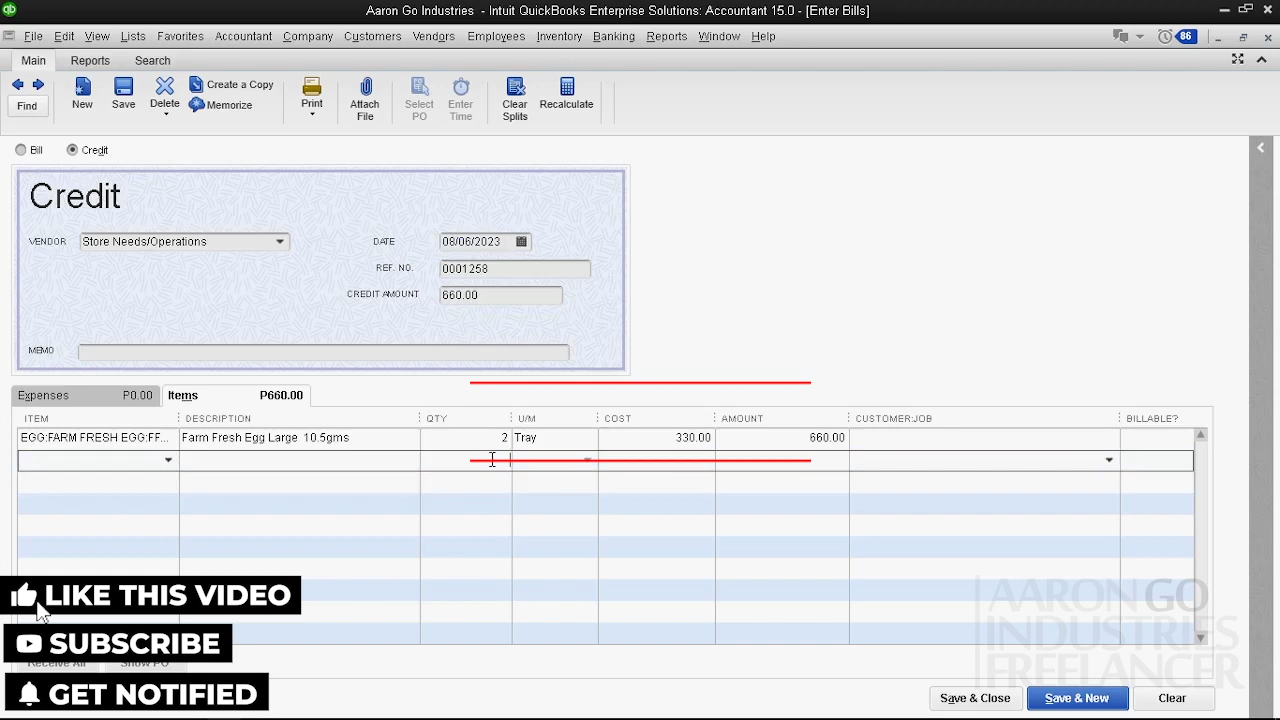 Aaron Go Industries - Intuit QuickBooks Enterprise Solutions - Accountant 15.0 - [Enter Bills]
File Edit View Lists Favorites Accountant Company Customers Vendors Employees Inventory Banking Reports Window Help 86
Main Reports Search
Find New Save Delete Create a Copy Memorize Print Attach File Select PO Enter Time Clear Splits Recalculate
Bill Credit
Credit
VENDOR Store Needs/Operations DATE 08/06/2023
REF. NO. 0001258
CREDIT AMOUNT 660.00
MEMO
Expenses P0.00 Items P660.00
ITEM DESCRIPTION QTY U/M COST AMOUNT CUSTOMER:JOB BILLABLE?
EGG:FARM FRESH EGG:FF... Farm Fresh Egg Large 10.5gms 2 Tray 330.00 660.00
LIKE THIS VIDEO
SUBSCRIBE
Receive All Show PO
GET NOTIFIED
AARON GO
INDUSTRIES
FREELANCER
Save & Close Save & New Clear